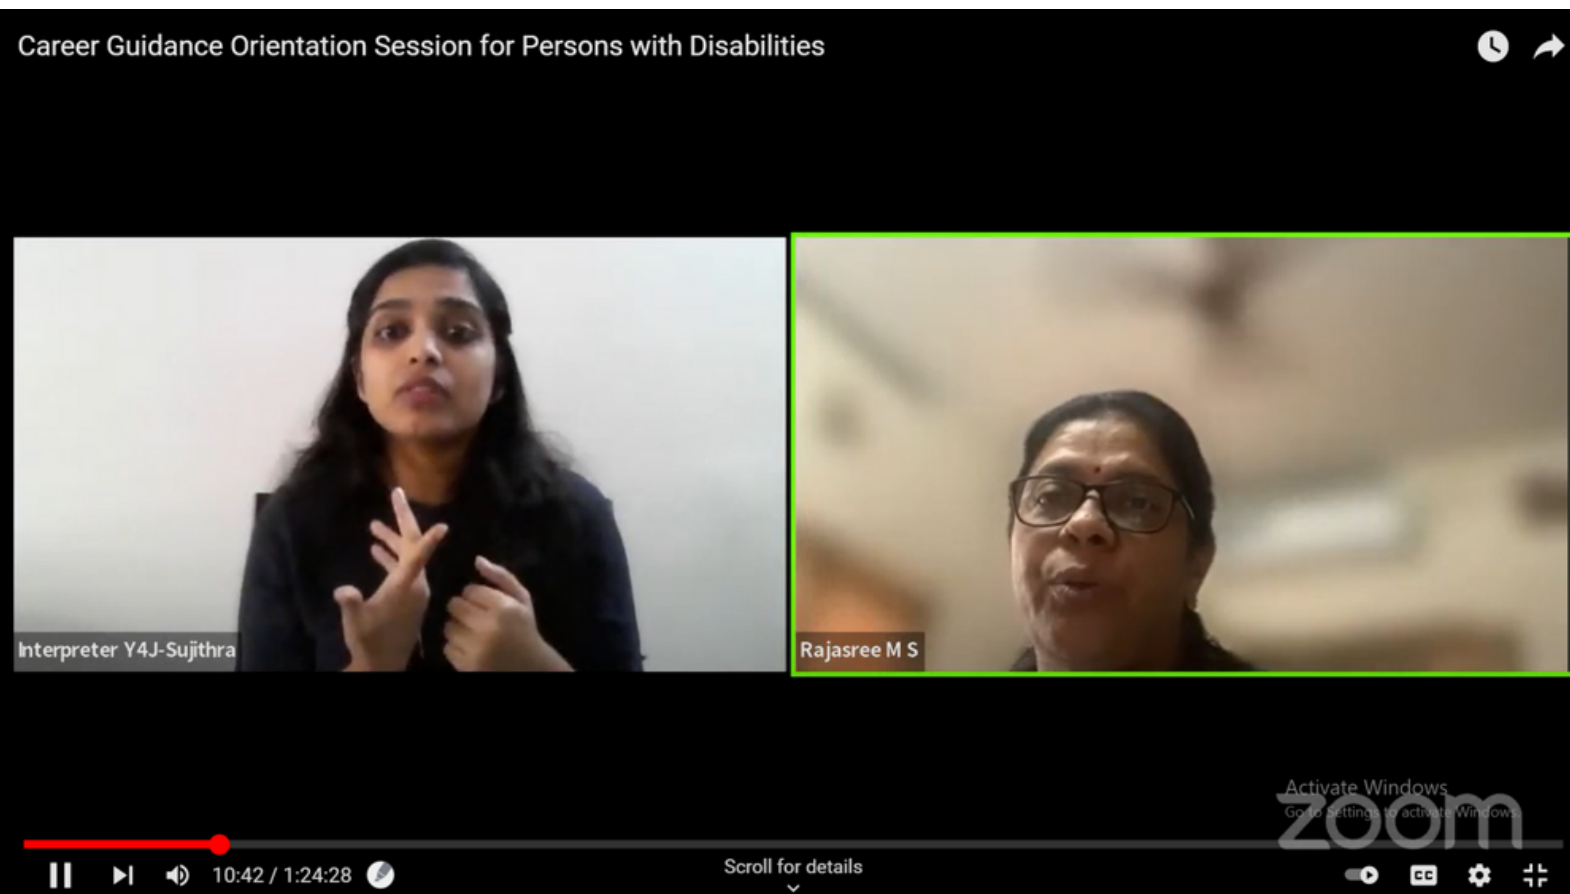 Career Guidance Orientation Session for Persons with Disabilities
Interpreter Y4J-Sujithra
Rajasree M S
Activate Windows
Go to Settings to activate Windows.
zoom
10:42 / 1:24:28
Scroll for details
CC